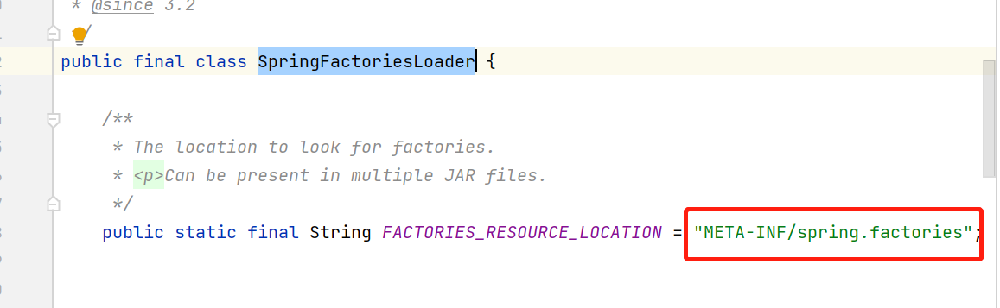 * @since 3.2
*/
public final class SpringFactoriesLoader {
/**
* The location to look for factories.
* <p>Can be present in multiple JAR files.
*/
public static final String FACTORIES_RESOURCE_LOCATION = "META-INF/spring.factories";